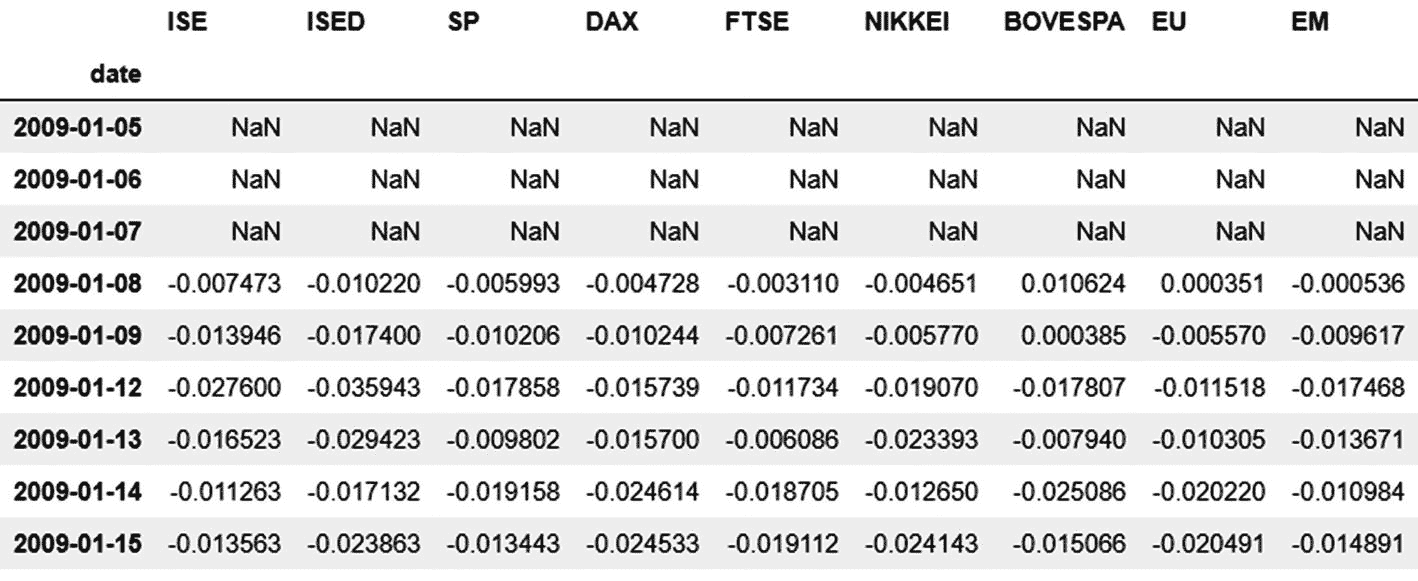 ISE ISED SP DAX FTSE NIKKEI BOVESPA EU EM
date
2009-01-05 NaN NaN NaN NaN NaN NaN NaN NaN NaN
2009-01-06 NaN NaN NaN NaN NaN NaN NaN NaN NaN
2009-01-07 NaN NaN NaN NaN NaN NaN NaN NaN NaN
2009-01-08 -0.007473 -0.010220 -0.005993 -0.004728 -0.003110 -0.004651 0.010624 0.000351 -0.000536
2009-01-09 -0.013946 -0.017400 -0.010206 -0.010244 -0.007261 -0.005770 0.000385 -0.005570 -0.009617
2009-01-12 -0.027600 -0.035943 -0.017858 -0.015739 -0.011734 -0.019070 -0.017807 -0.011518 -0.017468
2009-01-13 -0.016523 -0.029423 -0.009802 -0.015700 -0.006086 -0.023393 -0.007940 -0.010305 -0.013671
2009-01-14 -0.011263 -0.017132 -0.019158 -0.024614 -0.018705 -0.012650 -0.025086 -0.020220 -0.010984
2009-01-15 -0.013563 -0.023863 -0.013443 -0.024533 -0.019112 -0.024143 -0.015066 -0.020491 -0.014891